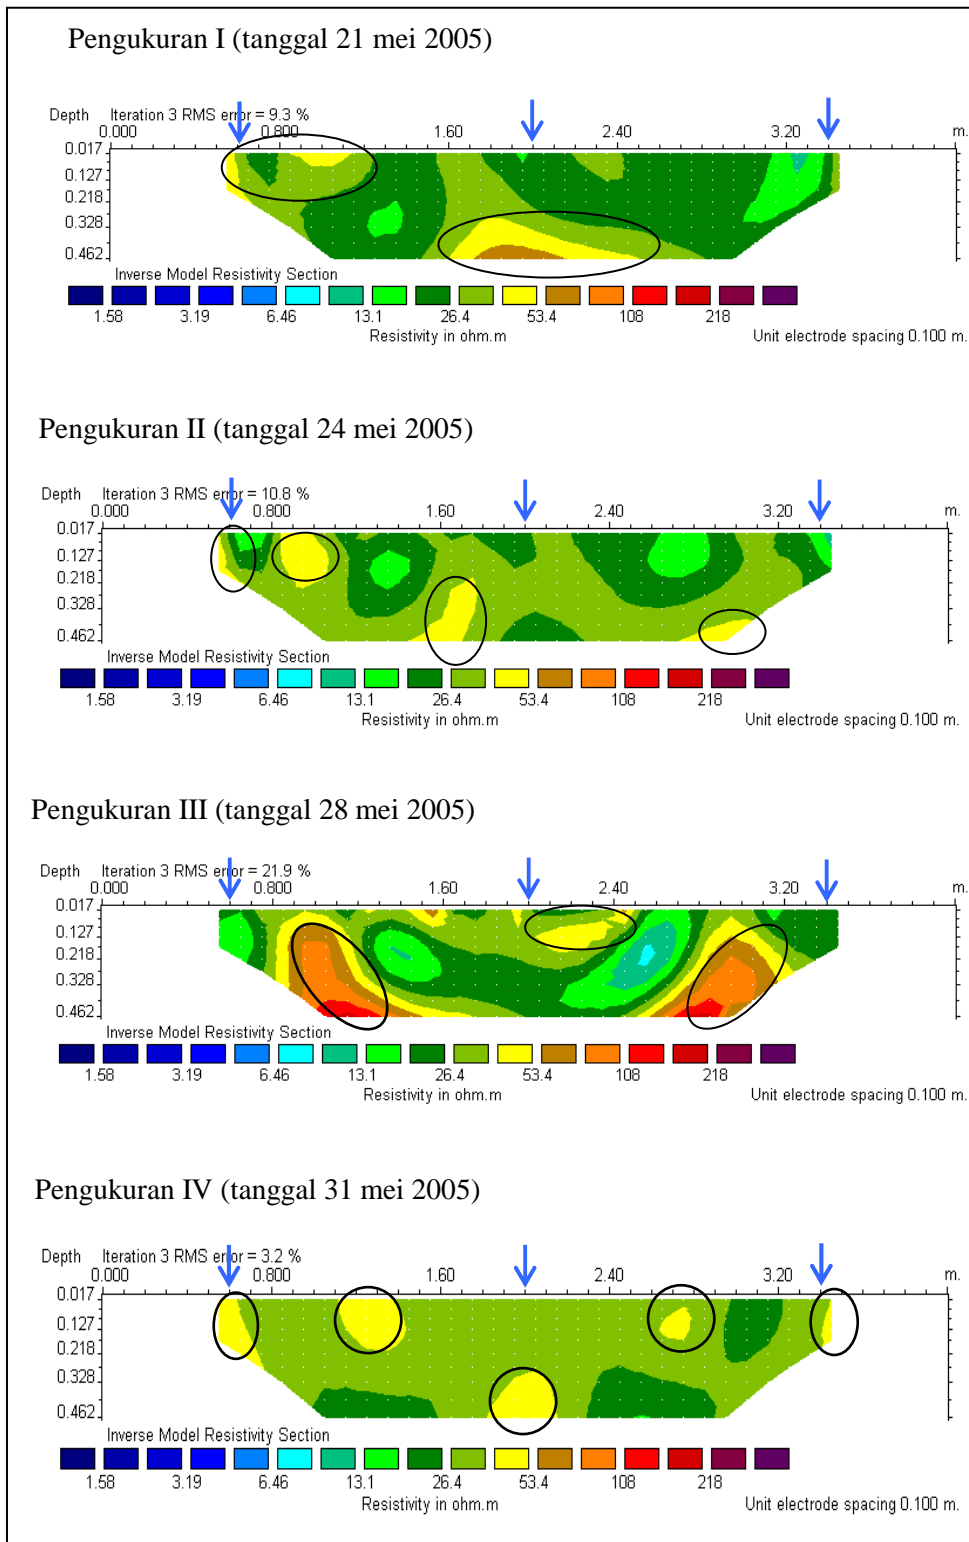 Pengukuran I (tanggal 21 mei 2005)
Depth Iteration 3 RMS error = 9.3 %
0.000 0.800 1.60 2.40 3.20 m.
0.017
0.127
0.218
0.328
0.462
Inverse Model Resistivity Section
1.58 3.19 6.46 13.1 26.4 53.4 108 218
Resistivity in ohm.m Unit electrode spacing 0.100 m.
Pengukuran II (tanggal 24 mei 2005)
Depth Iteration 3 RMS error = 10.8 %
0.000 0.800 1.60 2.40 3.20 m.
0.017
0.127
0.218
0.328
0.462
Inverse Model Resistivity Section
1.58 3.19 6.46 13.1 26.4 53.4 108 218
Resistivity in ohm.m Unit electrode spacing 0.100 m.
Pengukuran III (tanggal 28 mei 2005)
Depth Iteration 3 RMS error = 21.9 %
0.000 0.800 1.60 2.40 3.20 m.
0.017
0.127
0.218
0.328
0.462
Inverse Model Resistivity Section
1.58 3.19 6.46 13.1 26.4 53.4 108 218
Resistivity in ohm.m Unit electrode spacing 0.100 m.
Pengukuran IV (tanggal 31 mei 2005)
Depth Iteration 3 RMS error = 3.2 %
0.000 0.800 1.60 2.40 3.20 m.
0.017
0.127
0.218
0.328
0.462
Inverse Model Resistivity Section
1.58 3.19 6.46 13.1 26.4 53.4 108 218
Resistivity in ohm.m Unit electrode spacing 0.100 m.